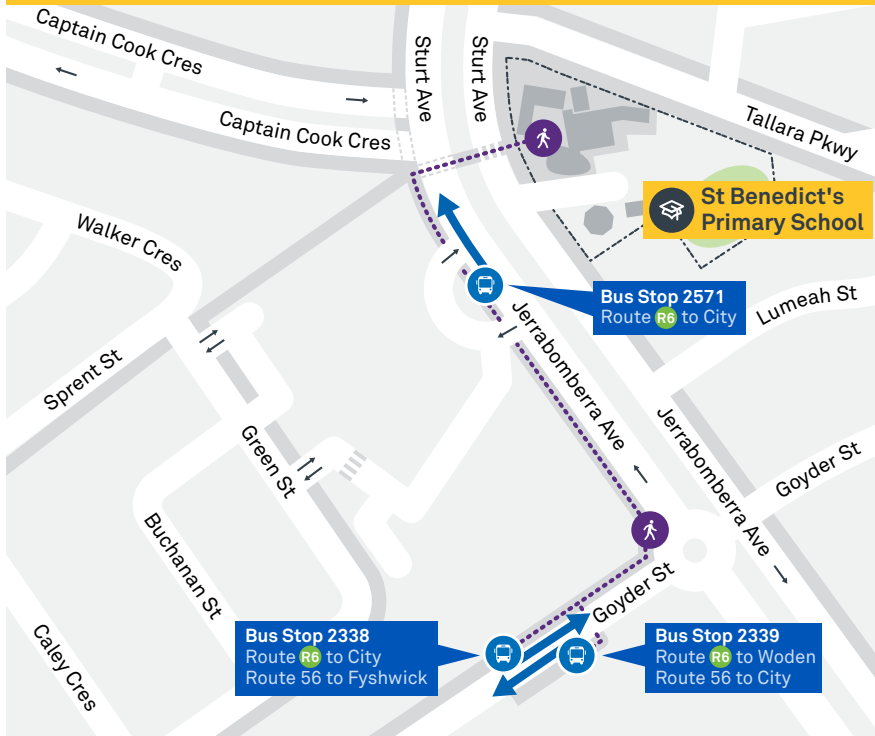 Captain Cook Cres
Captain Cook Cres
Sturt Ave
Sturt Ave
Tallara Pkwy
St Benedict's
Primary School
Walker Cres
Bus Stop 2571
Route R6 to City
Lumeah St
Jerrabomberra Ave
Sprent St
Jerrabomberra Ave
Green St
Goyder St
Buchanan St
Goyder St
Caley Cres
Bus Stop 2338
Route R6 to City
Route 56 to Fyshwick
Bus Stop 2339
Route R6 to Woden
Route 56 to City